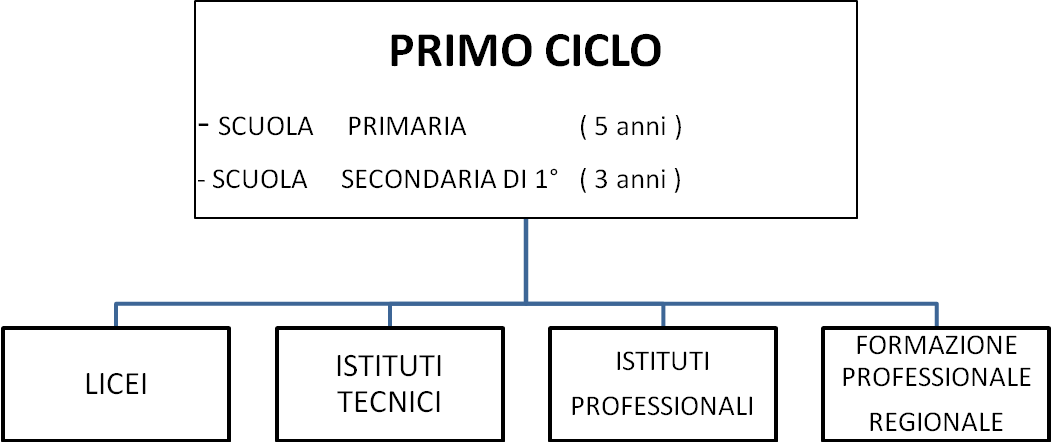 PRIMO CICLO
- SCUOLA PRIMARIA ( 5 anni )
- SCUOLA SECONDARIA DI 1° ( 3 anni )
LICEI
ISTITUTI
TECNICI
ISTITUTI
PROFESSIONALI
FORMAZIONE
PROFESSIONALE
REGIONALE